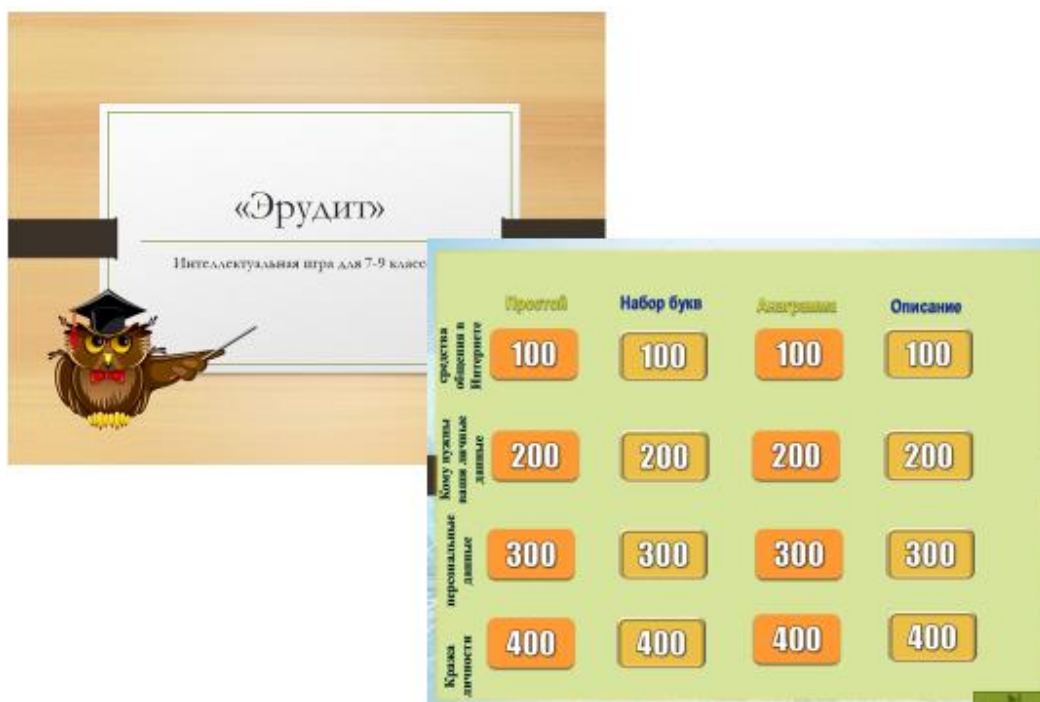 «Эрудит»
Интеллектуальная игра для 7-9 класс
Простой Набор букв Анаграмма Описание
средства
общения в
Интернете
100 100 100 100
Кому нужны
ваши личные
данные
200 200 200 200
персональные
данные
300 300 300 300
Кража
личности
400 400 400 400